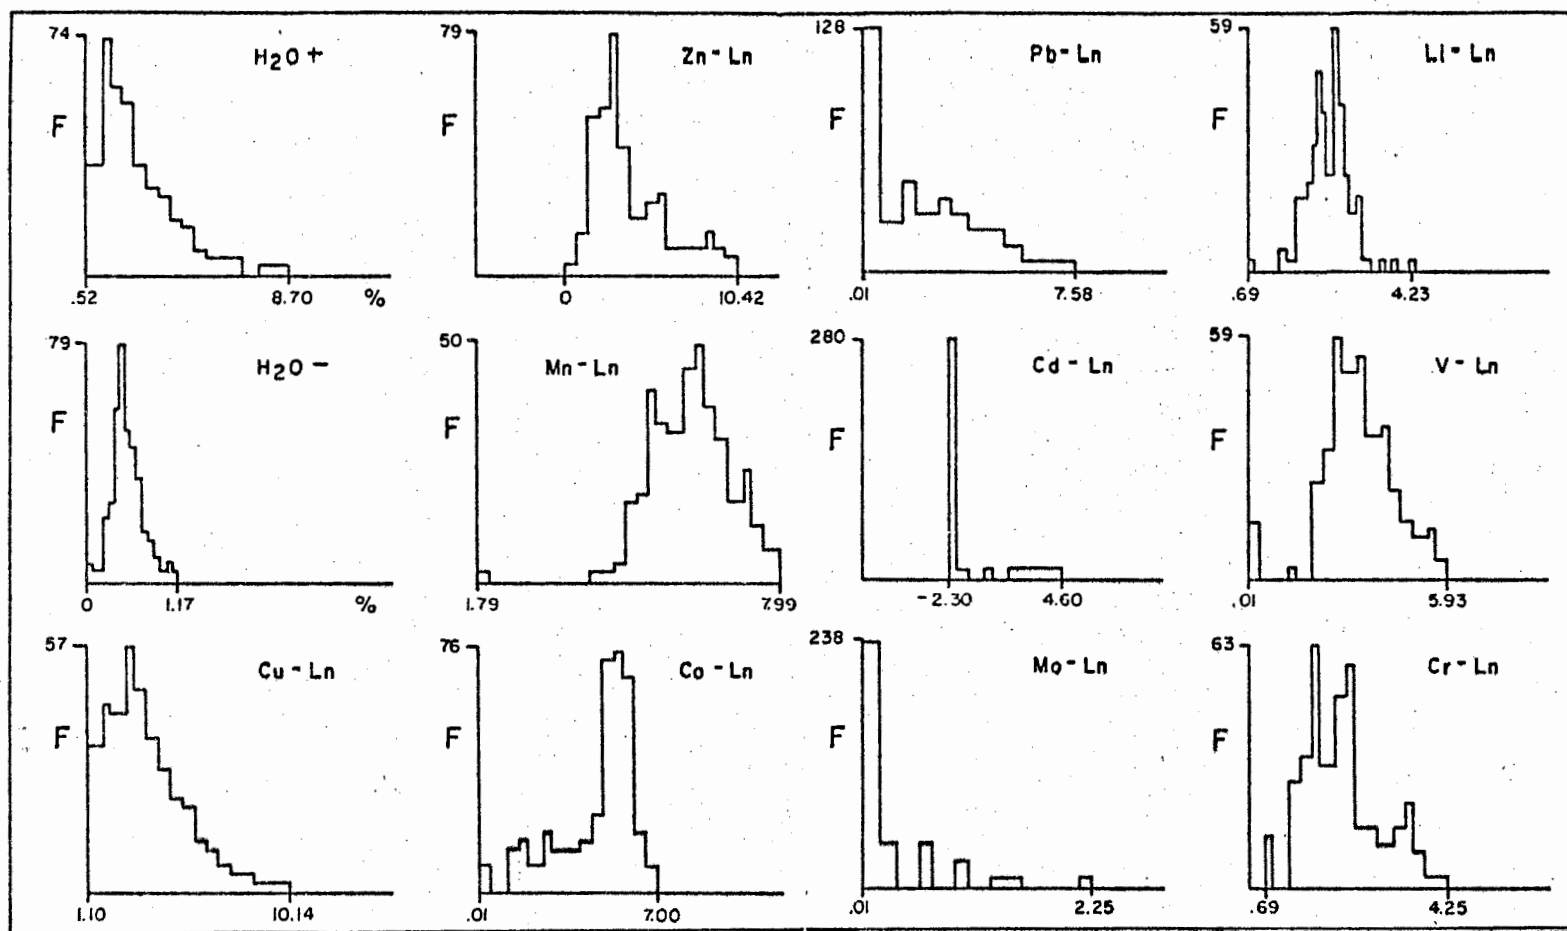 74
H2O+
F
.52 8.70 %
79
Zn-Ln
F
0 10.42
128
Pb-Ln
F
.01 7.58
59
Li-Ln
F
.69 4.23
79
H2O-
F
0 1.17 %
50
Mn-Ln
F
1.79 7.99
280
Cd-Ln
F
-2.30 4.60
59
V-Ln
F
.01 5.93
57
Cu-Ln
F
1.10 10.14
76
Co-Ln
F
.01 7.00
238
Mo-Ln
F
.01 2.25
63
Cr-Ln
F
.69 4.25